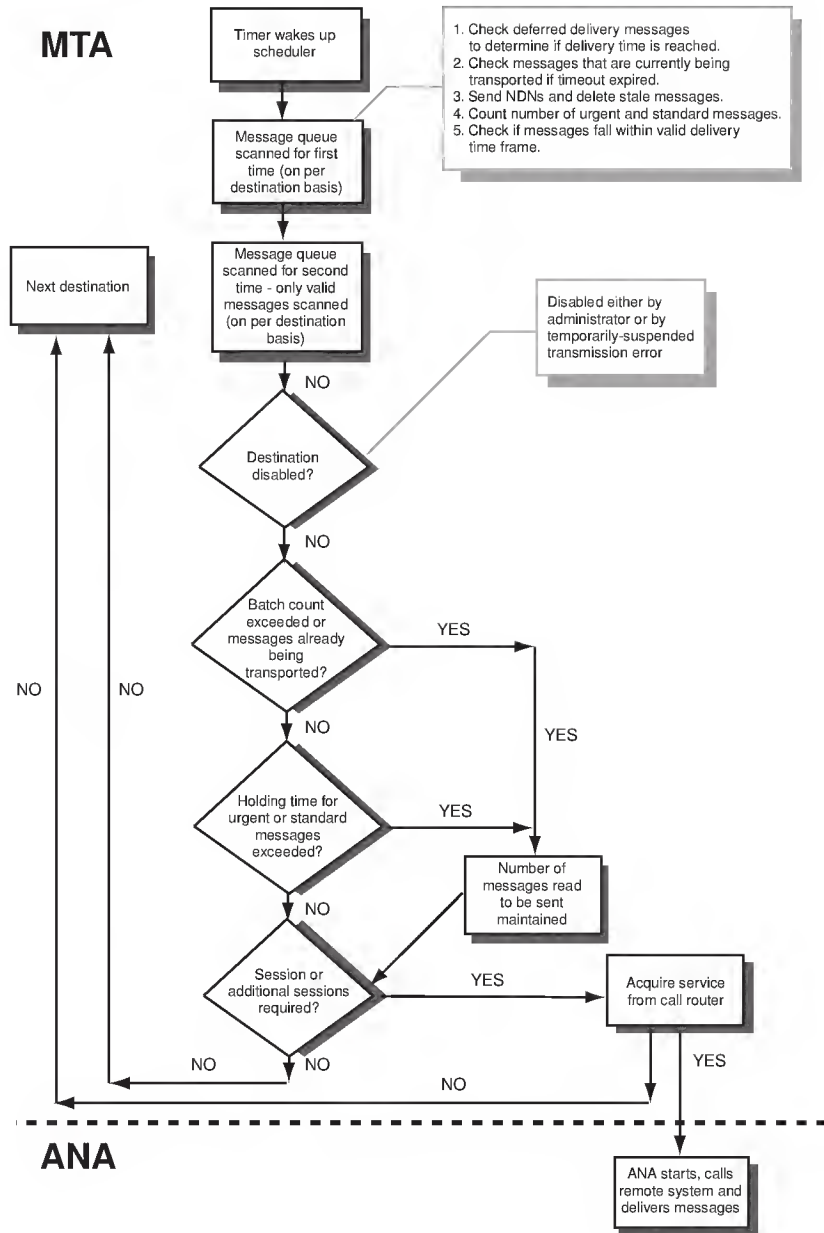 MTA
Timer wakes up
scheduler
1. Check deferred delivery messages
to determine if delivery time is reached.
2. Check messages that are currently being
transported if timeout expired.
3. Send NDNs and delete stale messages.
4. Count number of urgent and standard messages.
5. Check if messages fall within valid delivery
time frame.
Message queue
scanned for first
time (on per
destination basis)
Message queue
scanned for second
time - only valid
messages scanned
(on per destination
basis)
Next destination
Disabled either by
administrator or by
temporarily-suspended
transmission error
NO
Destination
disabled?
NO
Batch count
exceeded or
messages already
being
transported?
YES
NO
NO
NO
YES
Holding time for
urgent or standard
messages
exceeded?
YES
Number of
messages read
to be sent
maintained
NO
Session or
additional sessions
required?
YES
Acquire service
from call router
NO
NO
NO
YES
ANA
ANA starts, calls
remote system and
delivers messages